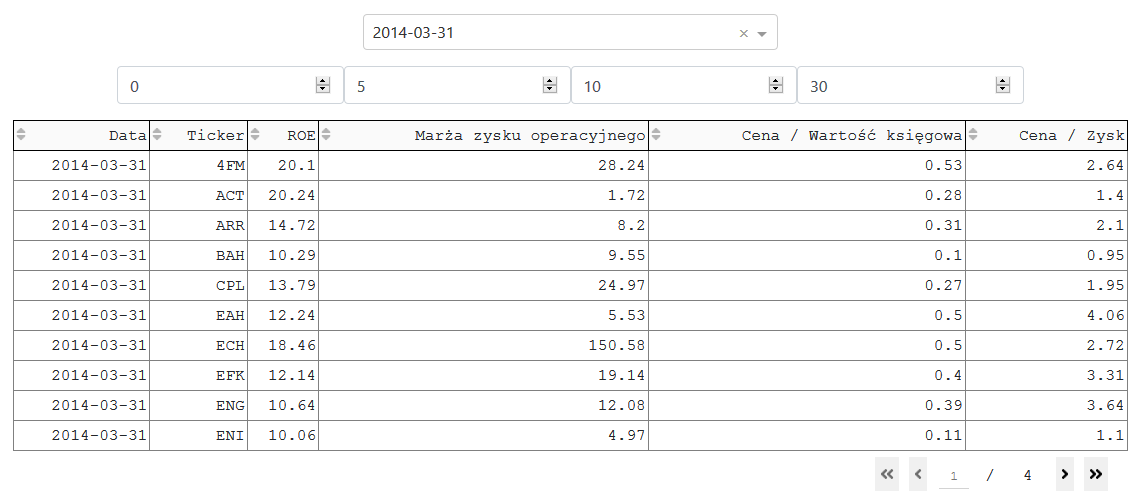 2014-03-31 ×
0 5 10 30
Data Ticker ROE Marża zysku operacyjnego Cena / Wartość księgowa Cena / Zysk
2014-03-31 4FM 20.1 28.24 0.53 2.64
2014-03-31 ACT 20.24 1.72 0.28 1.4
2014-03-31 ARR 14.72 8.2 0.31 2.1
2014-03-31 BAH 10.29 9.55 0.1 0.95
2014-03-31 CPL 13.79 24.97 0.27 1.95
2014-03-31 EAH 12.24 5.53 0.5 4.06
2014-03-31 ECH 18.46 150.58 0.5 2.72
2014-03-31 EFK 12.14 19.14 0.4 3.31
2014-03-31 ENG 10.64 12.08 0.39 3.64
2014-03-31 ENI 10.06 4.97 0.11 1.1
« ‹ 1 / 4 › »